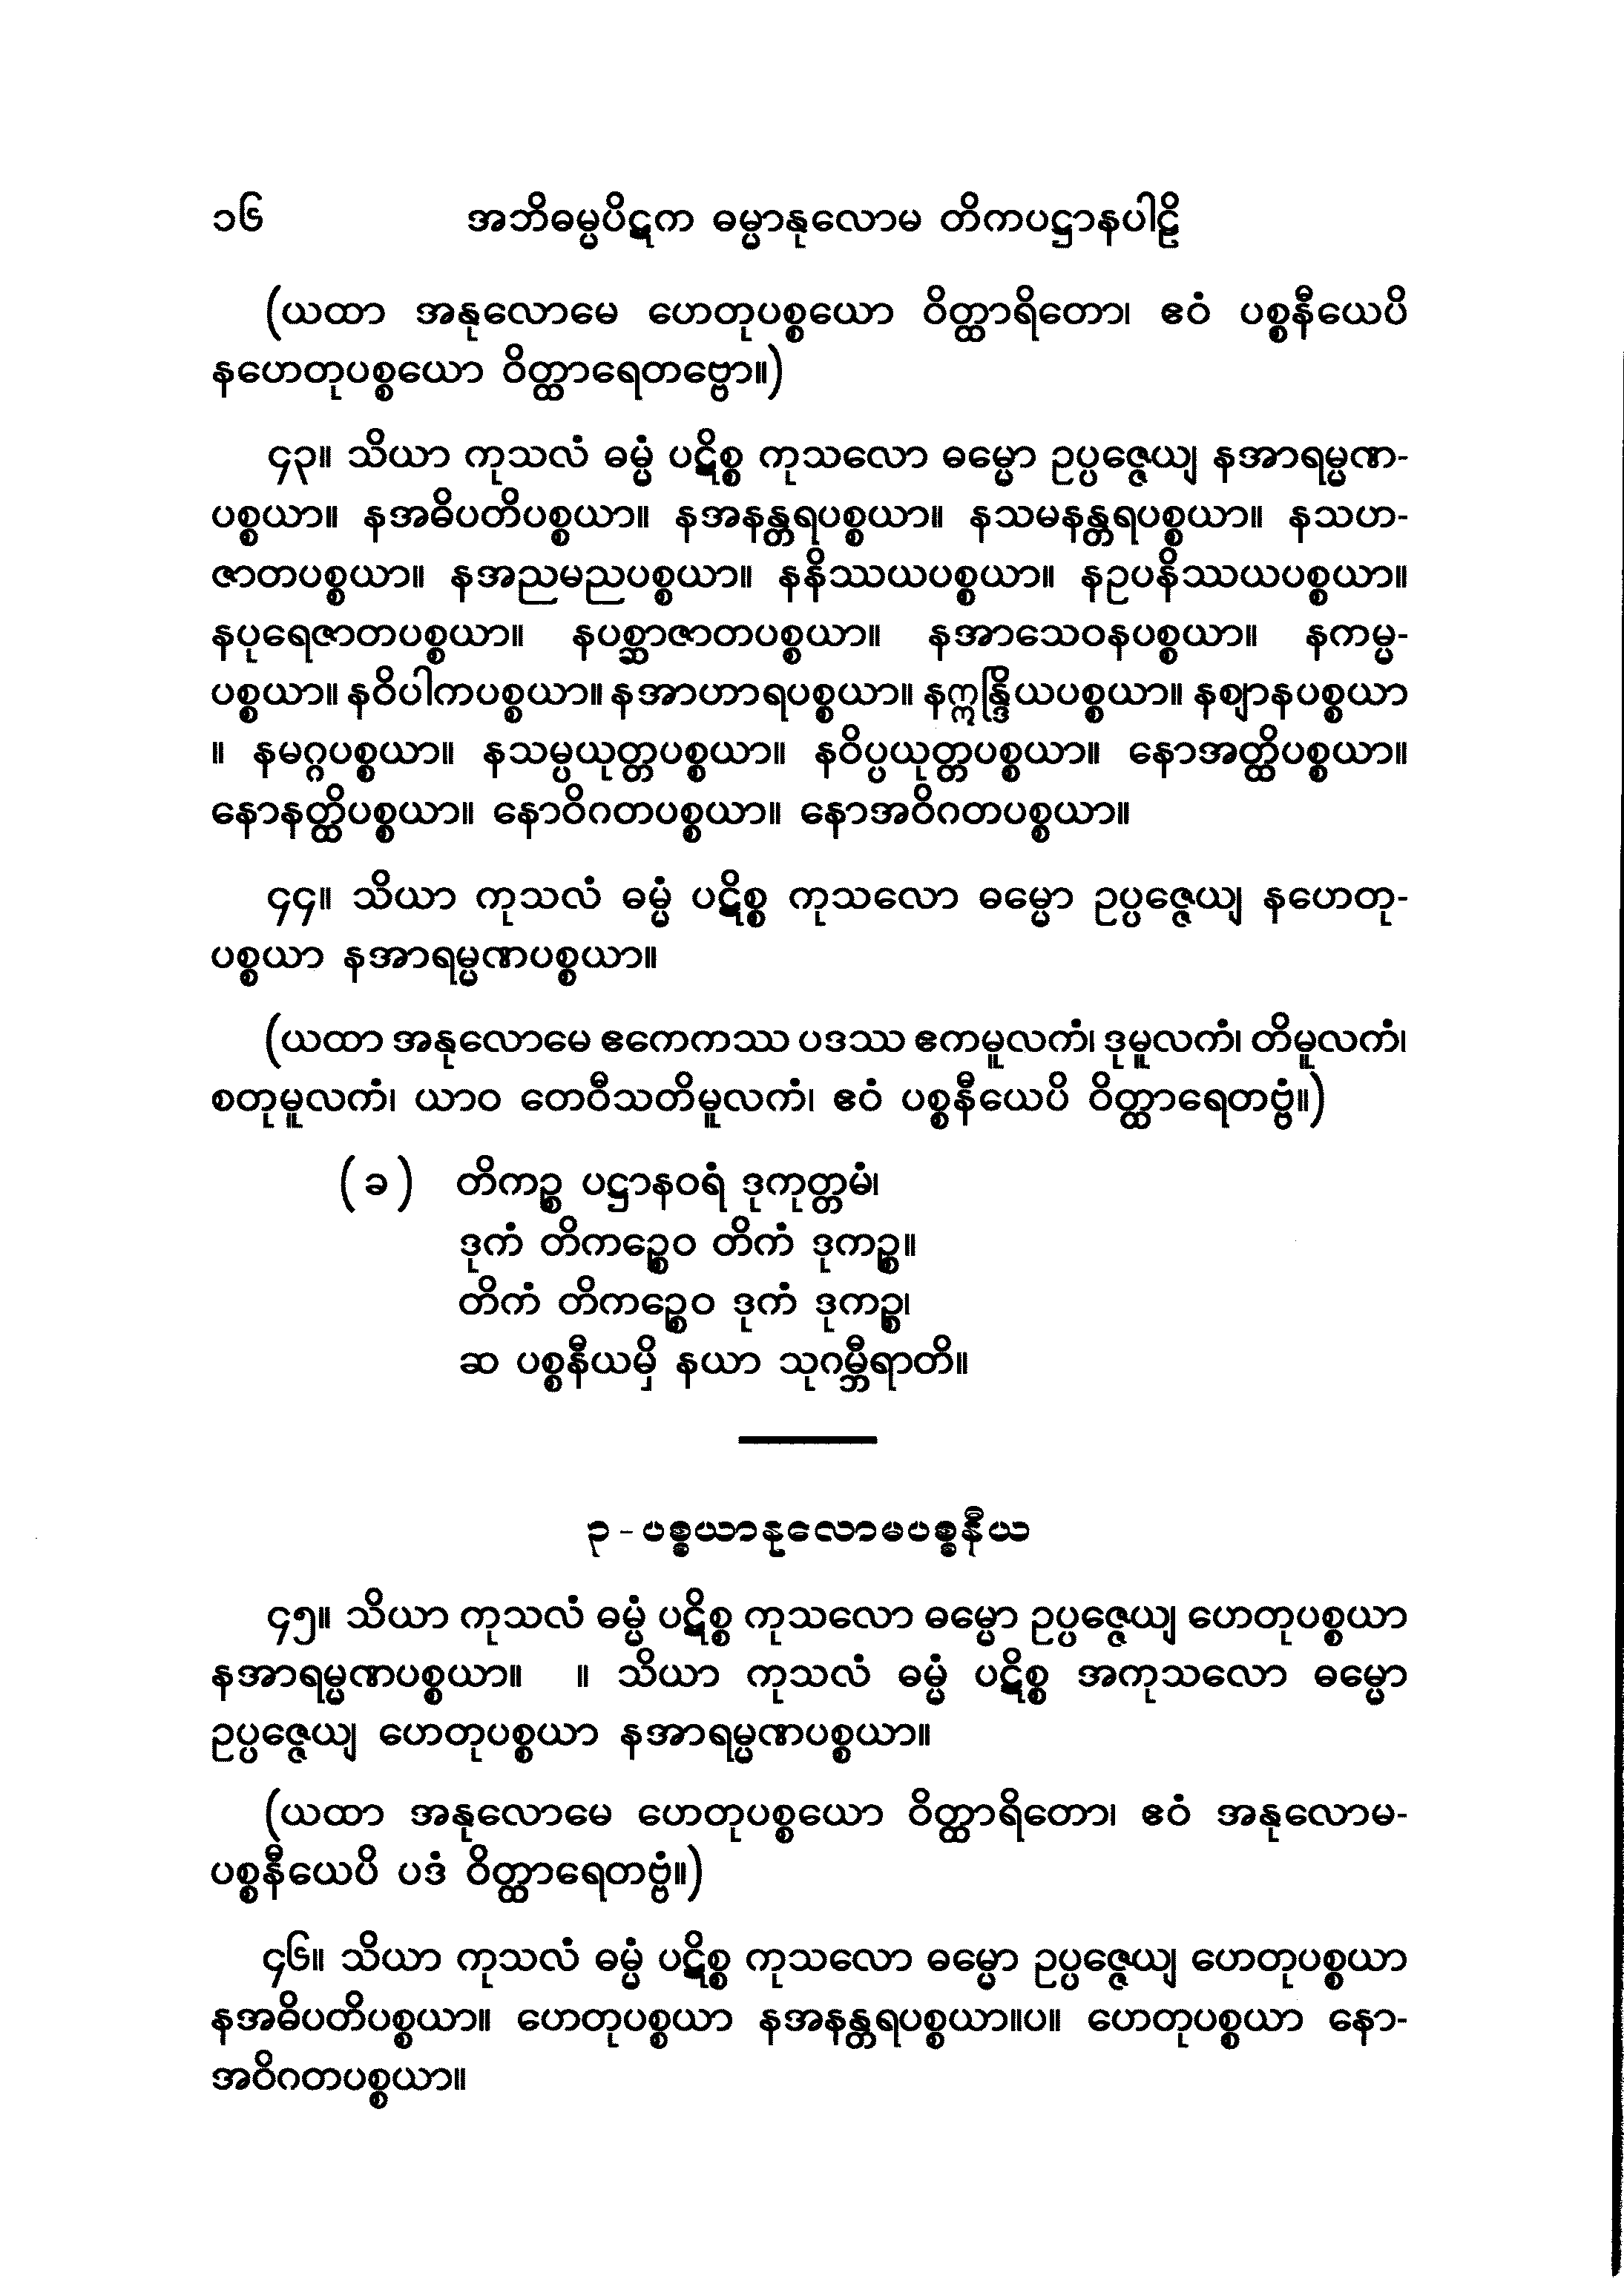 ၁၆ အဘိဓမ္မပိဋက ဓမ္မာနုလောမ တိကပဋ္ဌာနပါဠိ
(ယထာ အနုလောမေ ဟေတုပစ္စယော ဝိတ္ထာရိတော၊ ဧဝံ ပစ္စနီယေပိ
နဟေတုပစ္စယော ဝိတ္ထာရေတဗ္ဗော။)
၄၃။ သိယာ ကုသလံ ဓမ္မံ ပဋိစ္စ ကုသလော ဓမ္မော ဥပ္ပဇ္ဇေယျ နအာရမ္မဏ-
ပစ္စယာ။ နအဓိပတိပစ္စယာ။ နအနန္တရပစ္စယာ။ နသမနန္တရပစ္စယာ။ နသဟ-
ဇာတပစ္စယာ။ နအညမညပစ္စယာ။ နနိဿယပစ္စယာ။ နဥပနိဿယပစ္စယာ။
နပုရေဇာတပစ္စယာ။ နပစ္ဆာဇာတပစ္စယာ။ နအာသေဝနပစ္စယာ။ နကမ္မ-
ပစ္စယာ။ နဝိပါကပစ္စယာ။ နအာဟာရပစ္စယာ။ နဣန္ဒြိယပစ္စယာ။ နဈာနပစ္စယာ
။ နမဂ္ဂပစ္စယာ။ နသမ္ပယုတ္တပစ္စယာ။ နဝိပ္ပယုတ္တပစ္စယာ။ နောအတ္ထိပစ္စယာ။
နောနတ္ထိပစ္စယာ။ နောဝိဂတပစ္စယာ။ နောအဝိဂတပစ္စယာ။
၄၄။ သိယာ ကုသလံ ဓမ္မံ ပဋိစ္စ ကုသလော ဓမ္မော ဥပ္ပဇ္ဇေယျ နဟေတု-
ပစ္စယာ နအာရမ္မဏပစ္စယာ။
(ယထာ အနုလောမေ ဧကေကဿ ပဒဿ ဧကမူလကံ၊ ဒုမူလကံ၊ တိမူလကံ၊
စတုမူလကံ၊ ယာဝ တေဝီသတိမူလကံ၊ ဧဝံ ပစ္စနီယေပိ ဝိတ္ထာရေတဗ္ဗံ။)
(ခ) တိကဉ္စ ပဋ္ဌာနဝရံ ဒုကုတ္တမံ၊
ဒုကံ တိကဉ္စေဝ တိကံ ဒုကဉ္စ။
တိကံ တိကဉ္စေဝ ဒုကံ ဒုကဉ္စ၊
ဆ ပစ္စနီယမှိ နယာ သုဂမ္ဘီရာတိ။
၃-ပစ္စယာနုလောမပစ္စနီယ
၄၅။ သိယာ ကုသလံ ဓမ္မံ ပဋိစ္စ ကုသလော ဓမ္မော ဥပ္ပဇ္ဇေယျ ဟေတုပစ္စယာ
နအာရမ္မဏပစ္စယာ။ ။ သိယာ ကုသလံ ဓမ္မံ ပဋိစ္စ အကုသလော ဓမ္မော
ဥပ္ပဇ္ဇေယျ ဟေတုပစ္စယာ နအာရမ္မဏပစ္စယာ။
(ယထာ အနုလောမေ ဟေတုပစ္စယော ဝိတ္ထာရိတော၊ ဧဝံ အနုလောမ-
ပစ္စနီယေပိ ပဒံ ဝိတ္ထာရေတဗ္ဗံ။)
၄၆။ သိယာ ကုသလံ ဓမ္မံ ပဋိစ္စ ကုသလော ဓမ္မော ဥပ္ပဇ္ဇေယျ ဟေတုပစ္စယာ
နအဓိပတိပစ္စယာ။ ဟေတုပစ္စယာ နအနန္တရပစ္စယာ။ပ။ ဟေတုပစ္စယာ နော-
အဝိဂတပစ္စယာ။